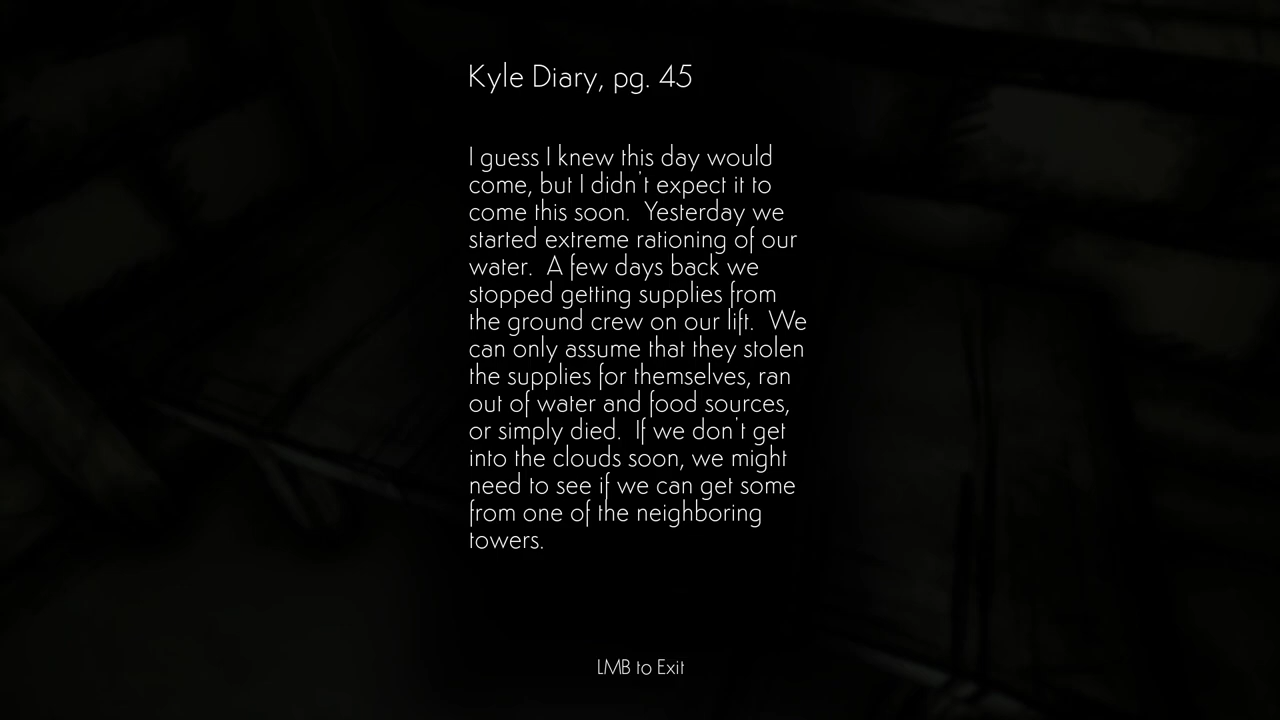 Kyle Diary, pg. 45
I guess I knew this day would
come, but I didn't expect it to
come this soon.  Yesterday we
started extreme rationing of our
water.  A few days back we
stopped getting supplies from
the ground crew on our lift.  We
can only assume that they stolen
the supplies for themselves, ran
out of water and food sources,
or simply died.  If we don't get
into the clouds soon, we might
need to see if we can get some
from one of the neighboring
towers.
LMB to Exit